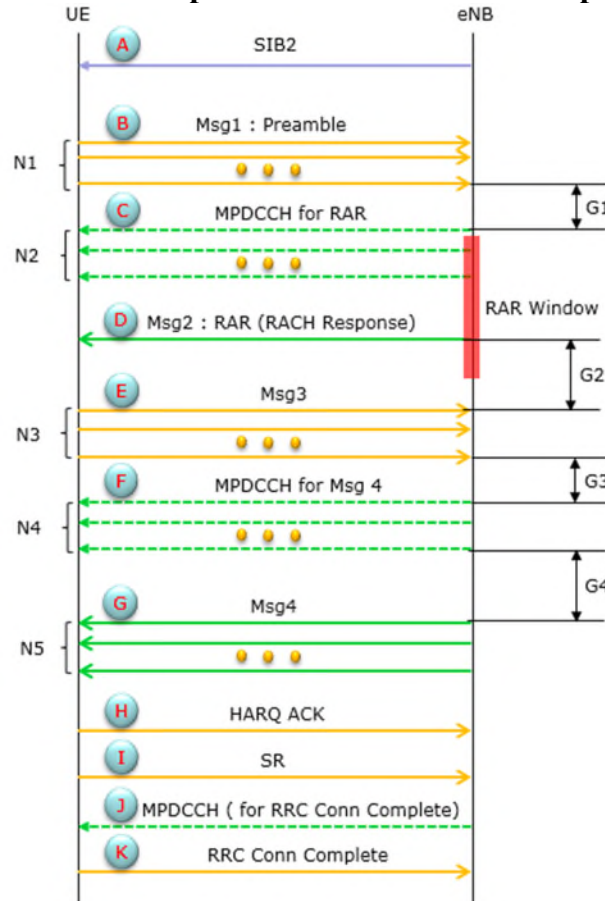 UE eNB
A SIB2
B Msg1 : Preamble
N1
G1
C MPDCCH for RAR
N2
RAR Window
D Msg2 : RAR (RACH Response)
G2
E Msg3
N3
G3
F MPDCCH for Msg 4
N4
G4
G Msg4
N5
H HARQ ACK
I SR
J MPDCCH ( for RRC Conn Complete)
K RRC Conn Complete